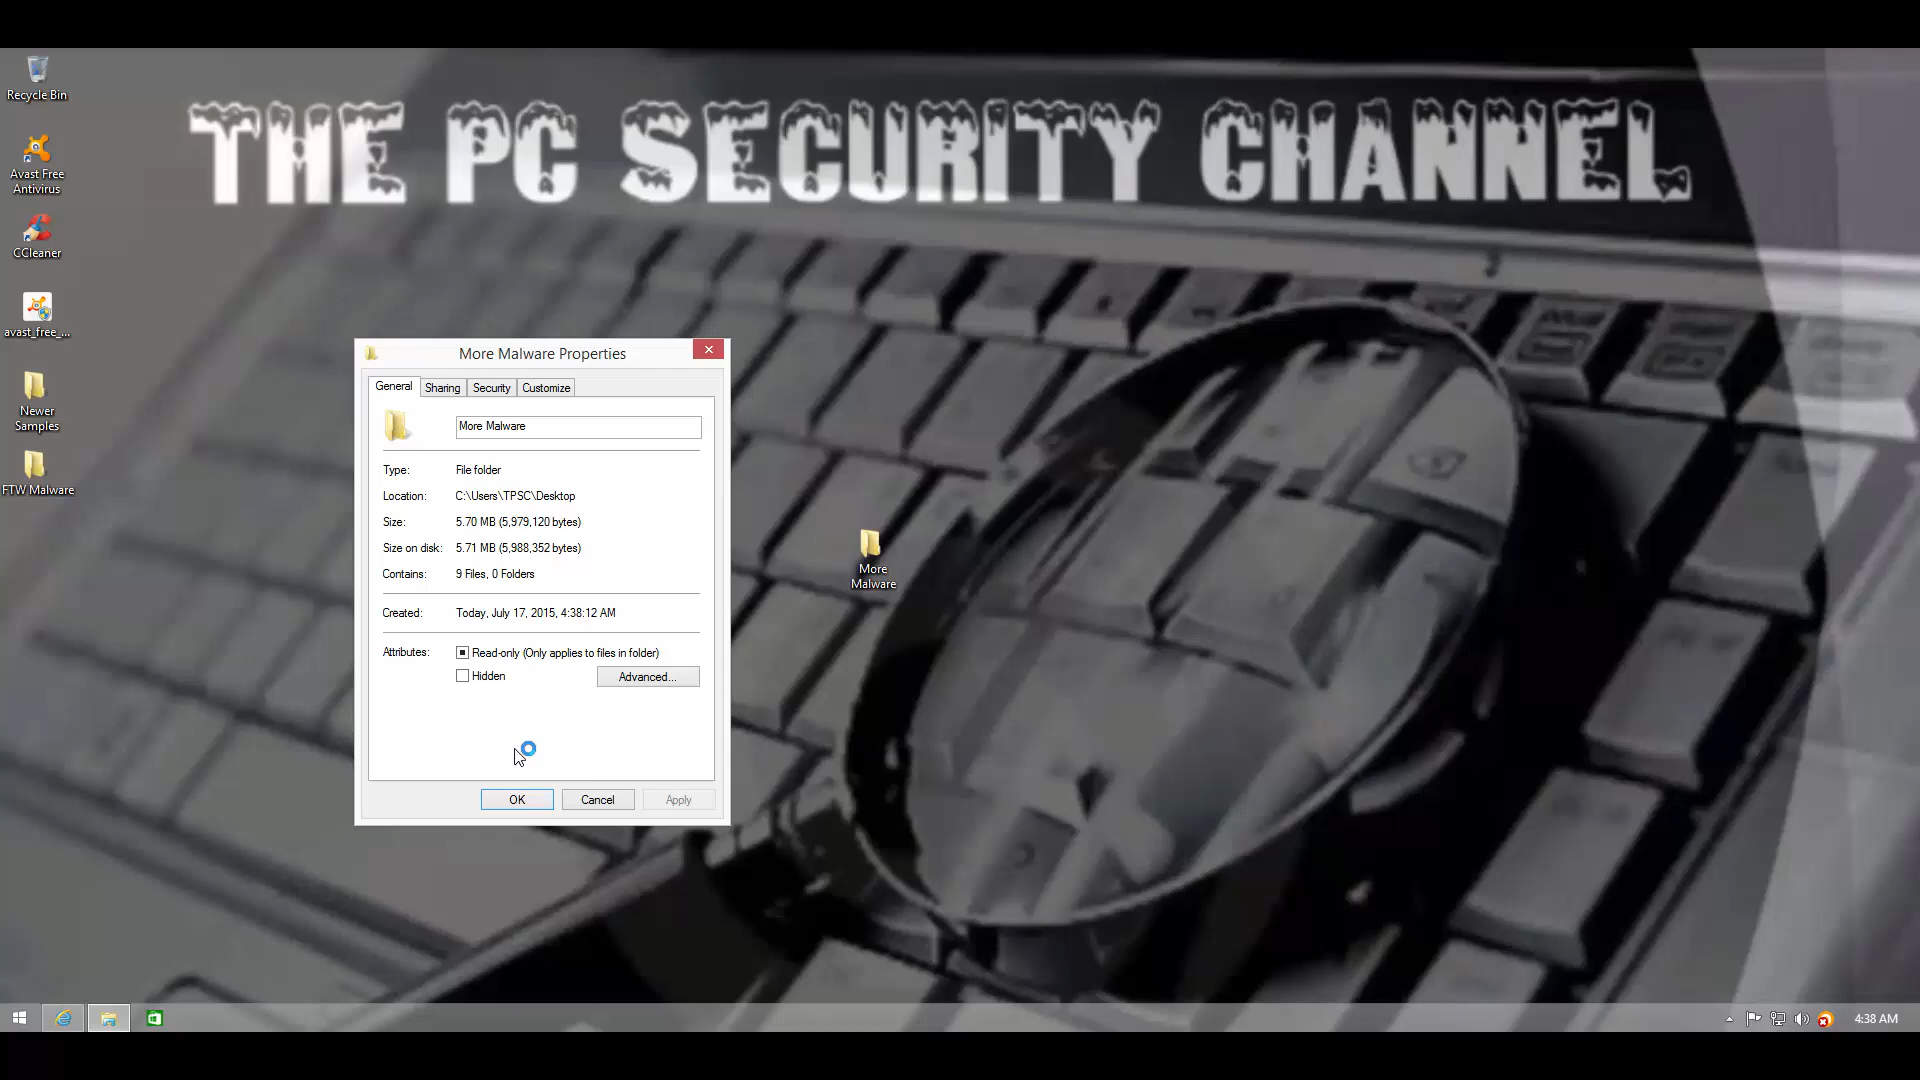 THE PC SECURITY CHANNEL
Recycle Bin
Avast Free
Antivirus
CCleaner
avast_free_...
Newer
Samples
FTW Malware
More Malware Properties
General
Sharing
Security
Customize
More Malware
Type:
File folder
Location:
C:\Users\TPSC\Desktop
Size:
5.70 MB (5,979,120 bytes)
Size on disk:
5.71 MB (5,988,352 bytes)
Contains:
9 Files, 0 Folders
Created:
Today, July 17, 2015, 4:38:12 AM
Attributes:
Read-only (Only applies to files in folder)
Hidden
Advanced...
OK
Cancel
Apply
More
Malware
4:38 AM